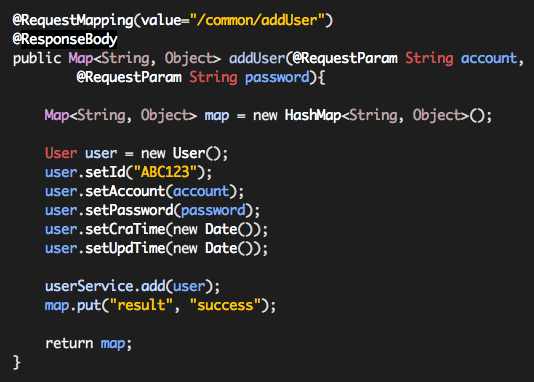 @RequestMapping(value="/common/addUser")
@ResponseBody
public Map<String, Object> addUser(@RequestParam String account,
        @RequestParam String password){

    Map<String, Object> map = new HashMap<String, Object>();

    User user = new User();
    user.setId("ABC123");
    user.setAccount(account);
    user.setPassword(password);
    user.setCraTime(new Date());
    user.setUpdTime(new Date());

    userService.add(user);
    map.put("result", "success");

    return map;
}